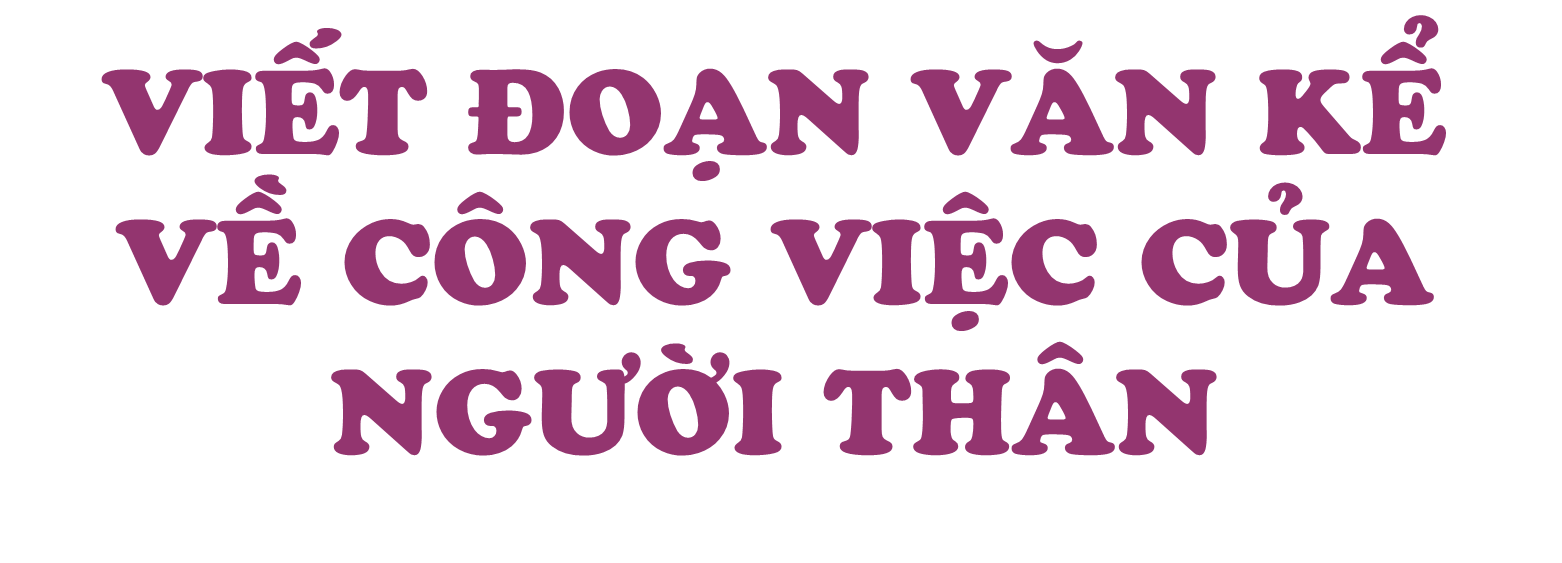 VIẾT ĐOẠN VĂN KỂ
VỀ CÔNG VIỆC CỦA
NGƯỜI THÂN